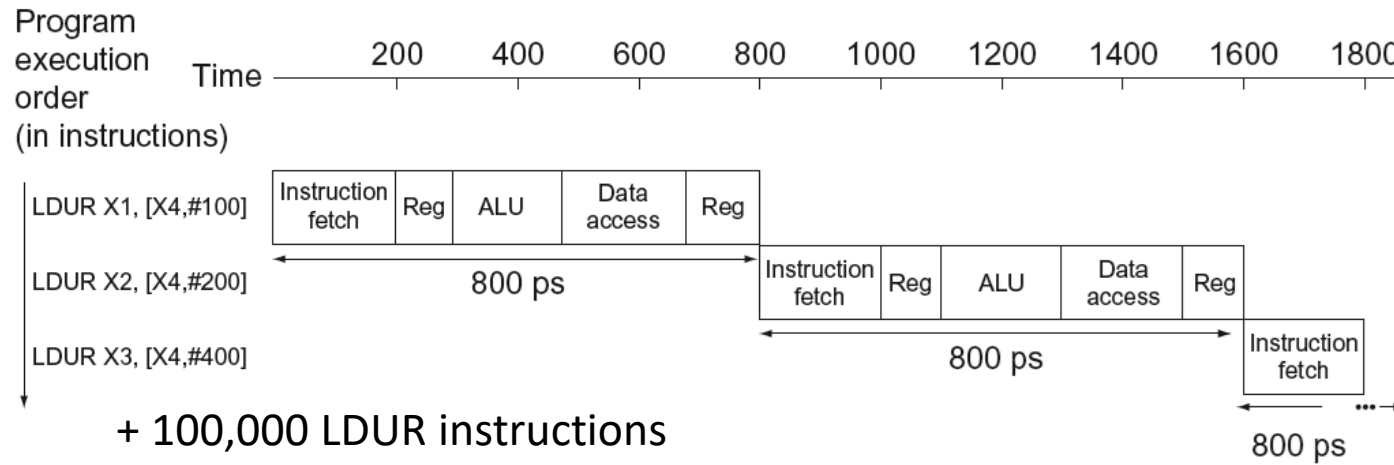 Program
execution
order
(in instructions)
Time
200 400 600 800 1000 1200 1400 1600 1800
LDUR X1, [X4,#100]
Instruction
fetch
Reg
ALU
Data
access
Reg
800 ps
LDUR X2, [X4,#200]
Instruction
fetch
Reg
ALU
Data
access
Reg
800 ps
LDUR X3, [X4,#400]
Instruction
fetch
...
800 ps
+ 100,000 LDUR instructions